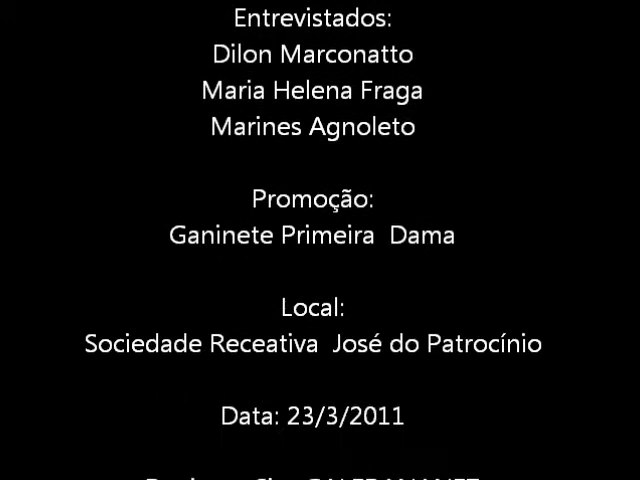 Entrevistados:
Dilon Marconatto
Maria Helena Fraga
Marines Agnoleto
Promoção:
Ganinete Primeira  Dama
Local:
Sociedade Receativa  José do Patrocínio
Data: 23/3/2011